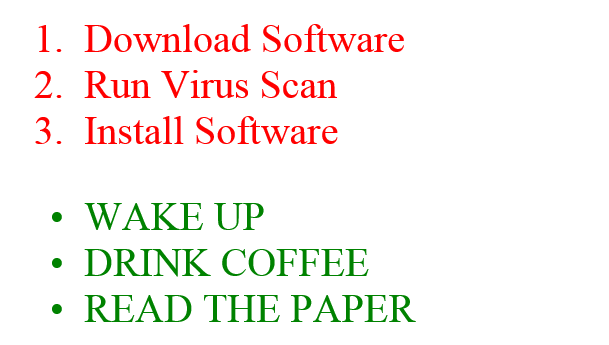 1. Download Software
2. Run Virus Scan
3. Install Software
• WAKE UP
• DRINK COFFEE
• READ THE PAPER